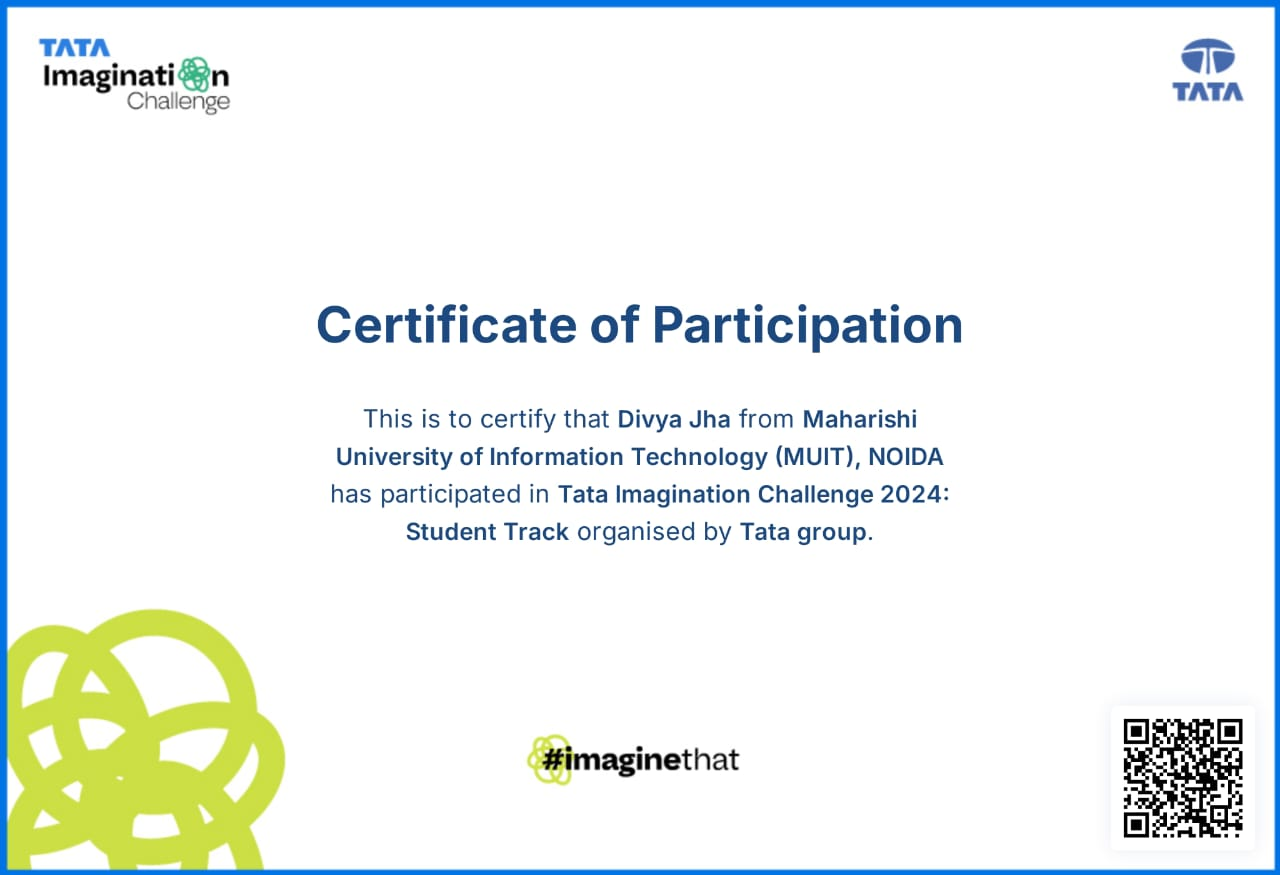 TATA
Imagination
Challenge
TATA
Certificate of Participation
This is to certify that Divya Jha from Maharishi
University of Information Technology (MUIT), NOIDA
has participated in Tata Imagination Challenge 2024:
Student Track organised by Tata group.
#imaginethat